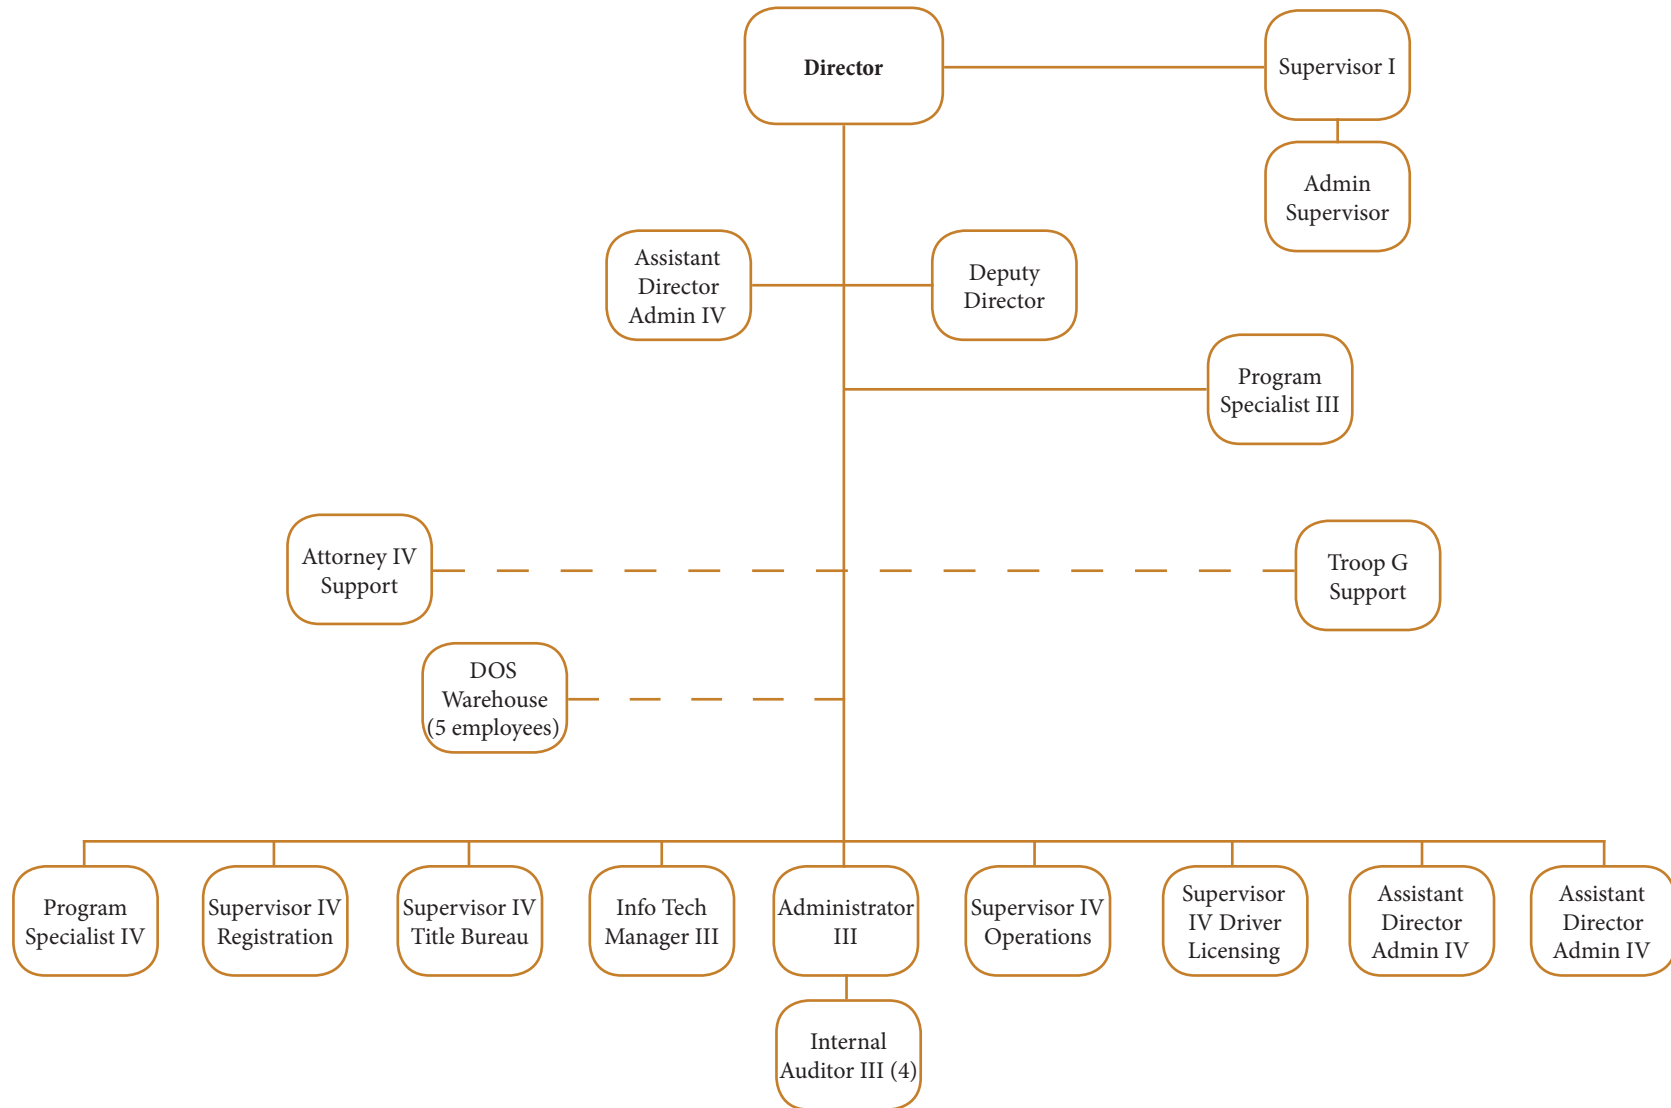 Director
Supervisor I
Admin
Supervisor
Assistant
Director
Admin IV
Deputy
Director
Program
Specialist III
Attorney IV
Support
Troop G
Support
DOS
Warehouse
(5 employees)
Program
Specialist IV
Supervisor IV
Registration
Supervisor IV
Title Bureau
Info Tech
Manager III
Administrator
III
Supervisor IV
Operations
Supervisor
IV Driver
Licensing
Assistant
Director
Admin IV
Assistant
Director
Admin IV
Internal
Auditor III (4)